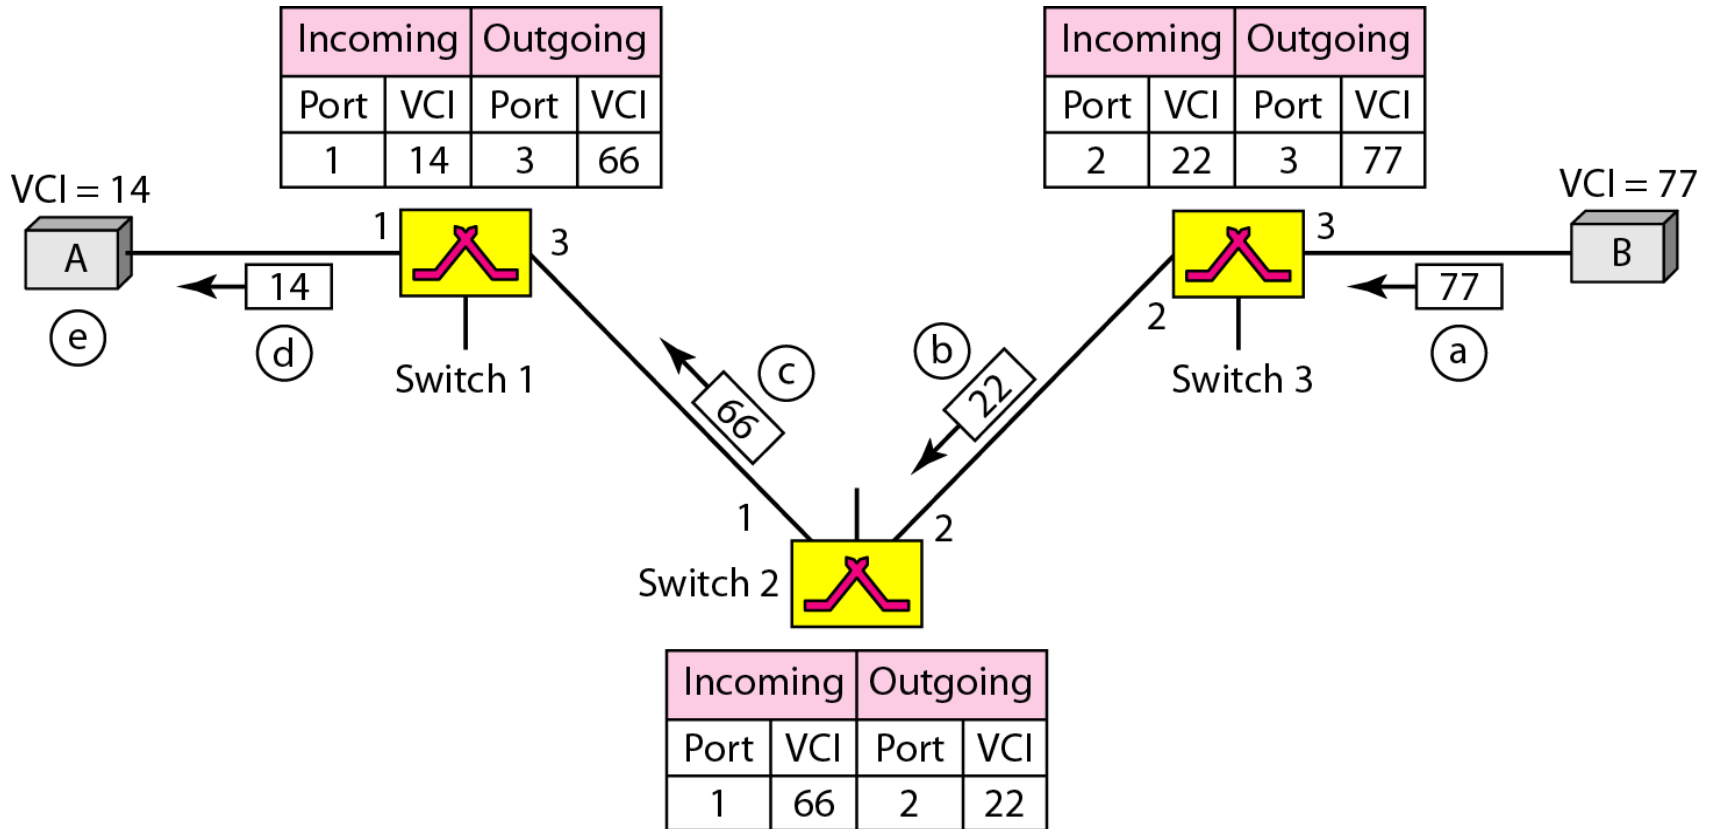 Incoming Outgoing
Port VCI Port VCI
1 14 3 66
Incoming Outgoing
Port VCI Port VCI
2 22 3 77
VCI = 14
A
e
14
d
1
3
Switch 1
66
c
b
22
2
3
Switch 3
VCI = 77
B
77
a
1
2
Switch 2
Incoming Outgoing
Port VCI Port VCI
1 66 2 22